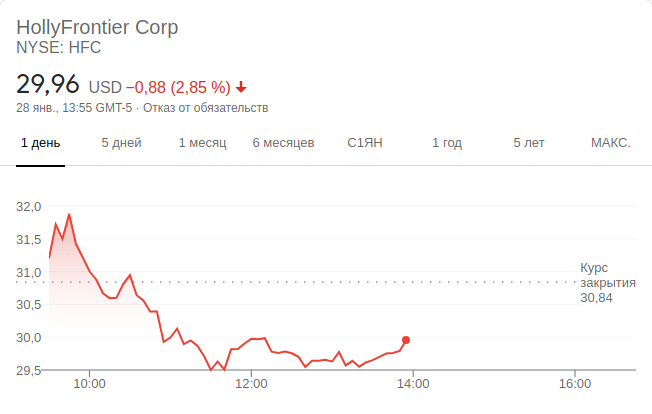 HollyFrontier Corp
NYSE: HFC
29,96 USD −0,88 (2,85 %)
28 янв., 13:55 GMT-5 · Отказ от обязательств
1 день 5 дней 1 месяц 6 месяцев С1ЯН 1 год 5 лет МАКС.
32,0
31,5
31,0
30,5
30,0
29,5
Курс
закрытия
30,84
10:00 12:00 14:00 16:00